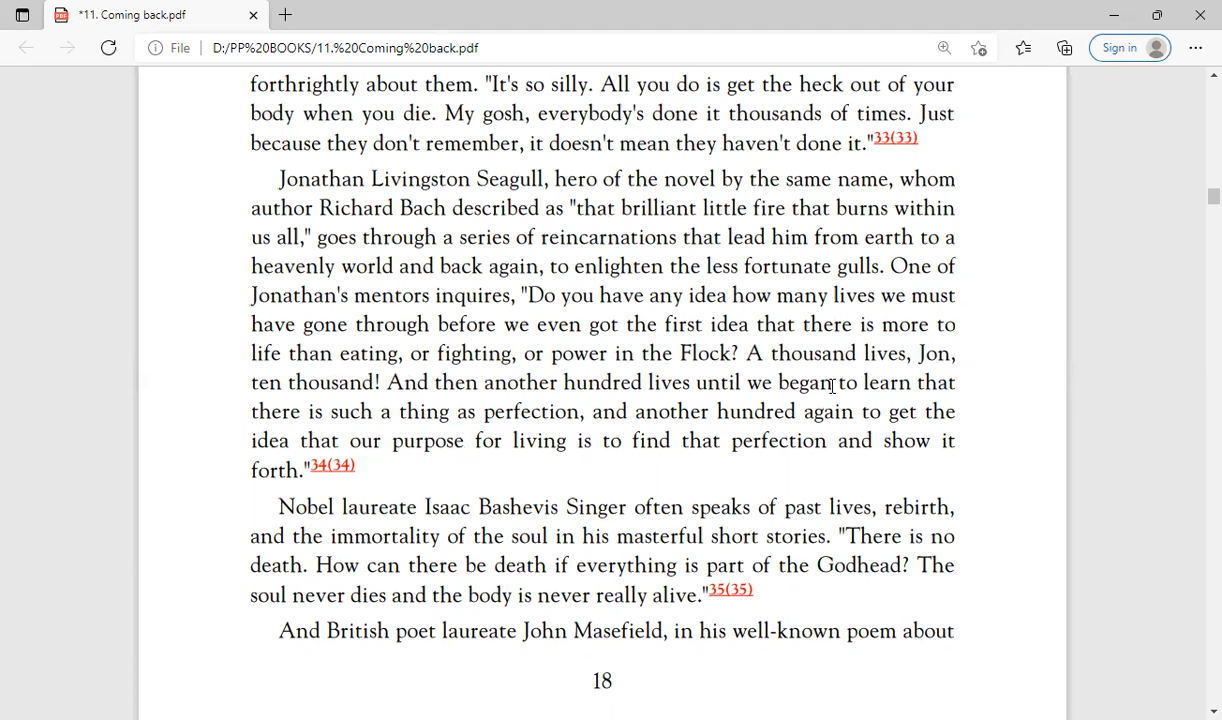 *11. Coming back.pdf
File D:/PP%20BOOKS/11.%20Coming%20back.pdf
Sign in
forthrightly about them. "It's so silly. All you do is get the heck out of your
body when you die. My gosh, everybody's done it thousands of times. Just
because they don't remember, it doesn't mean they haven't done it."33(33)
Jonathan Livingston Seagull, hero of the novel by the same name, whom
author Richard Bach described as "that brilliant little fire that burns within
us all," goes through a series of reincarnations that lead him from earth to a
heavenly world and back again, to enlighten the less fortunate gulls. One of
Jonathan's mentors inquires, "Do you have any idea how many lives we must
have gone through before we even got the first idea that there is more to
life than eating, or fighting, or power in the Flock? A thousand lives, Jon,
ten thousand! And then another hundred lives until we began to learn that
there is such a thing as perfection, and another hundred again to get the
idea that our purpose for living is to find that perfection and show it
forth."34(34)
Nobel laureate Isaac Bashevis Singer often speaks of past lives, rebirth,
and the immortality of the soul in his masterful short stories. "There is no
death. How can there be death if everything is part of the Godhead? The
soul never dies and the body is never really alive."35(35)
And British poet laureate John Masefield, in his well-known poem about
18